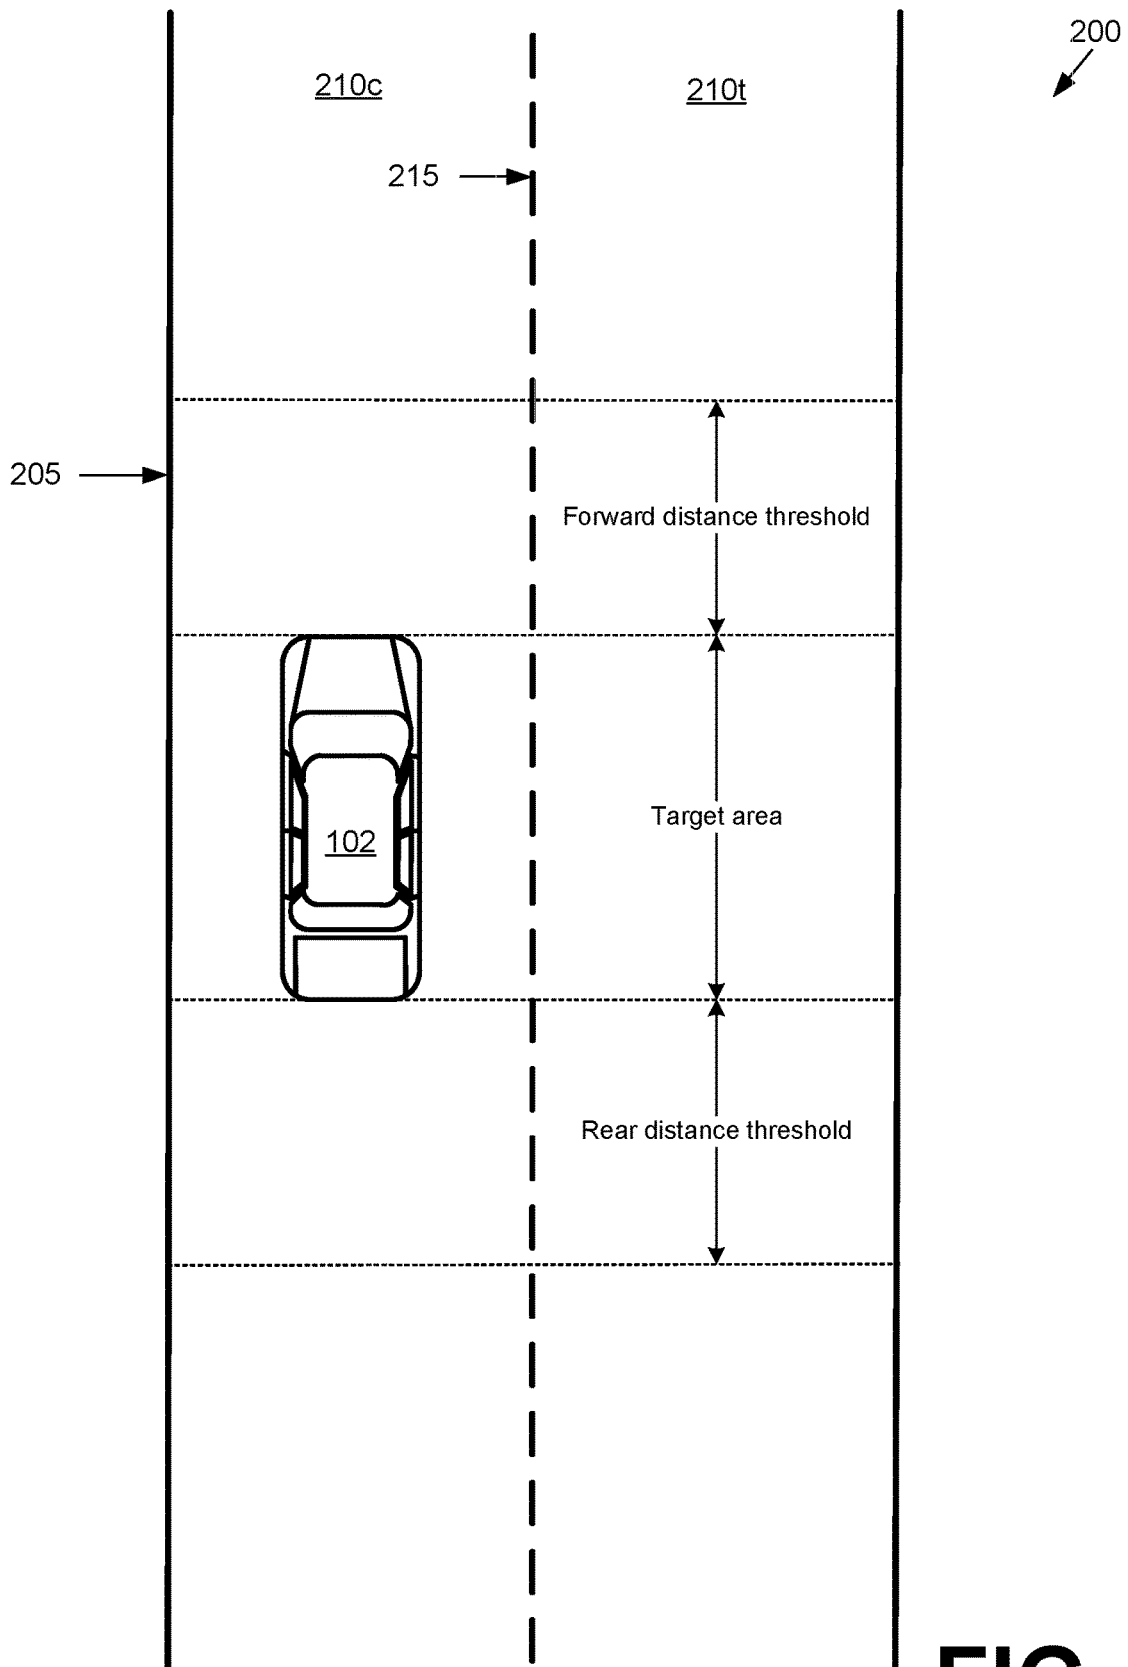 200
210c
210t
215
205
Forward distance threshold
Target area
102
Rear distance threshold